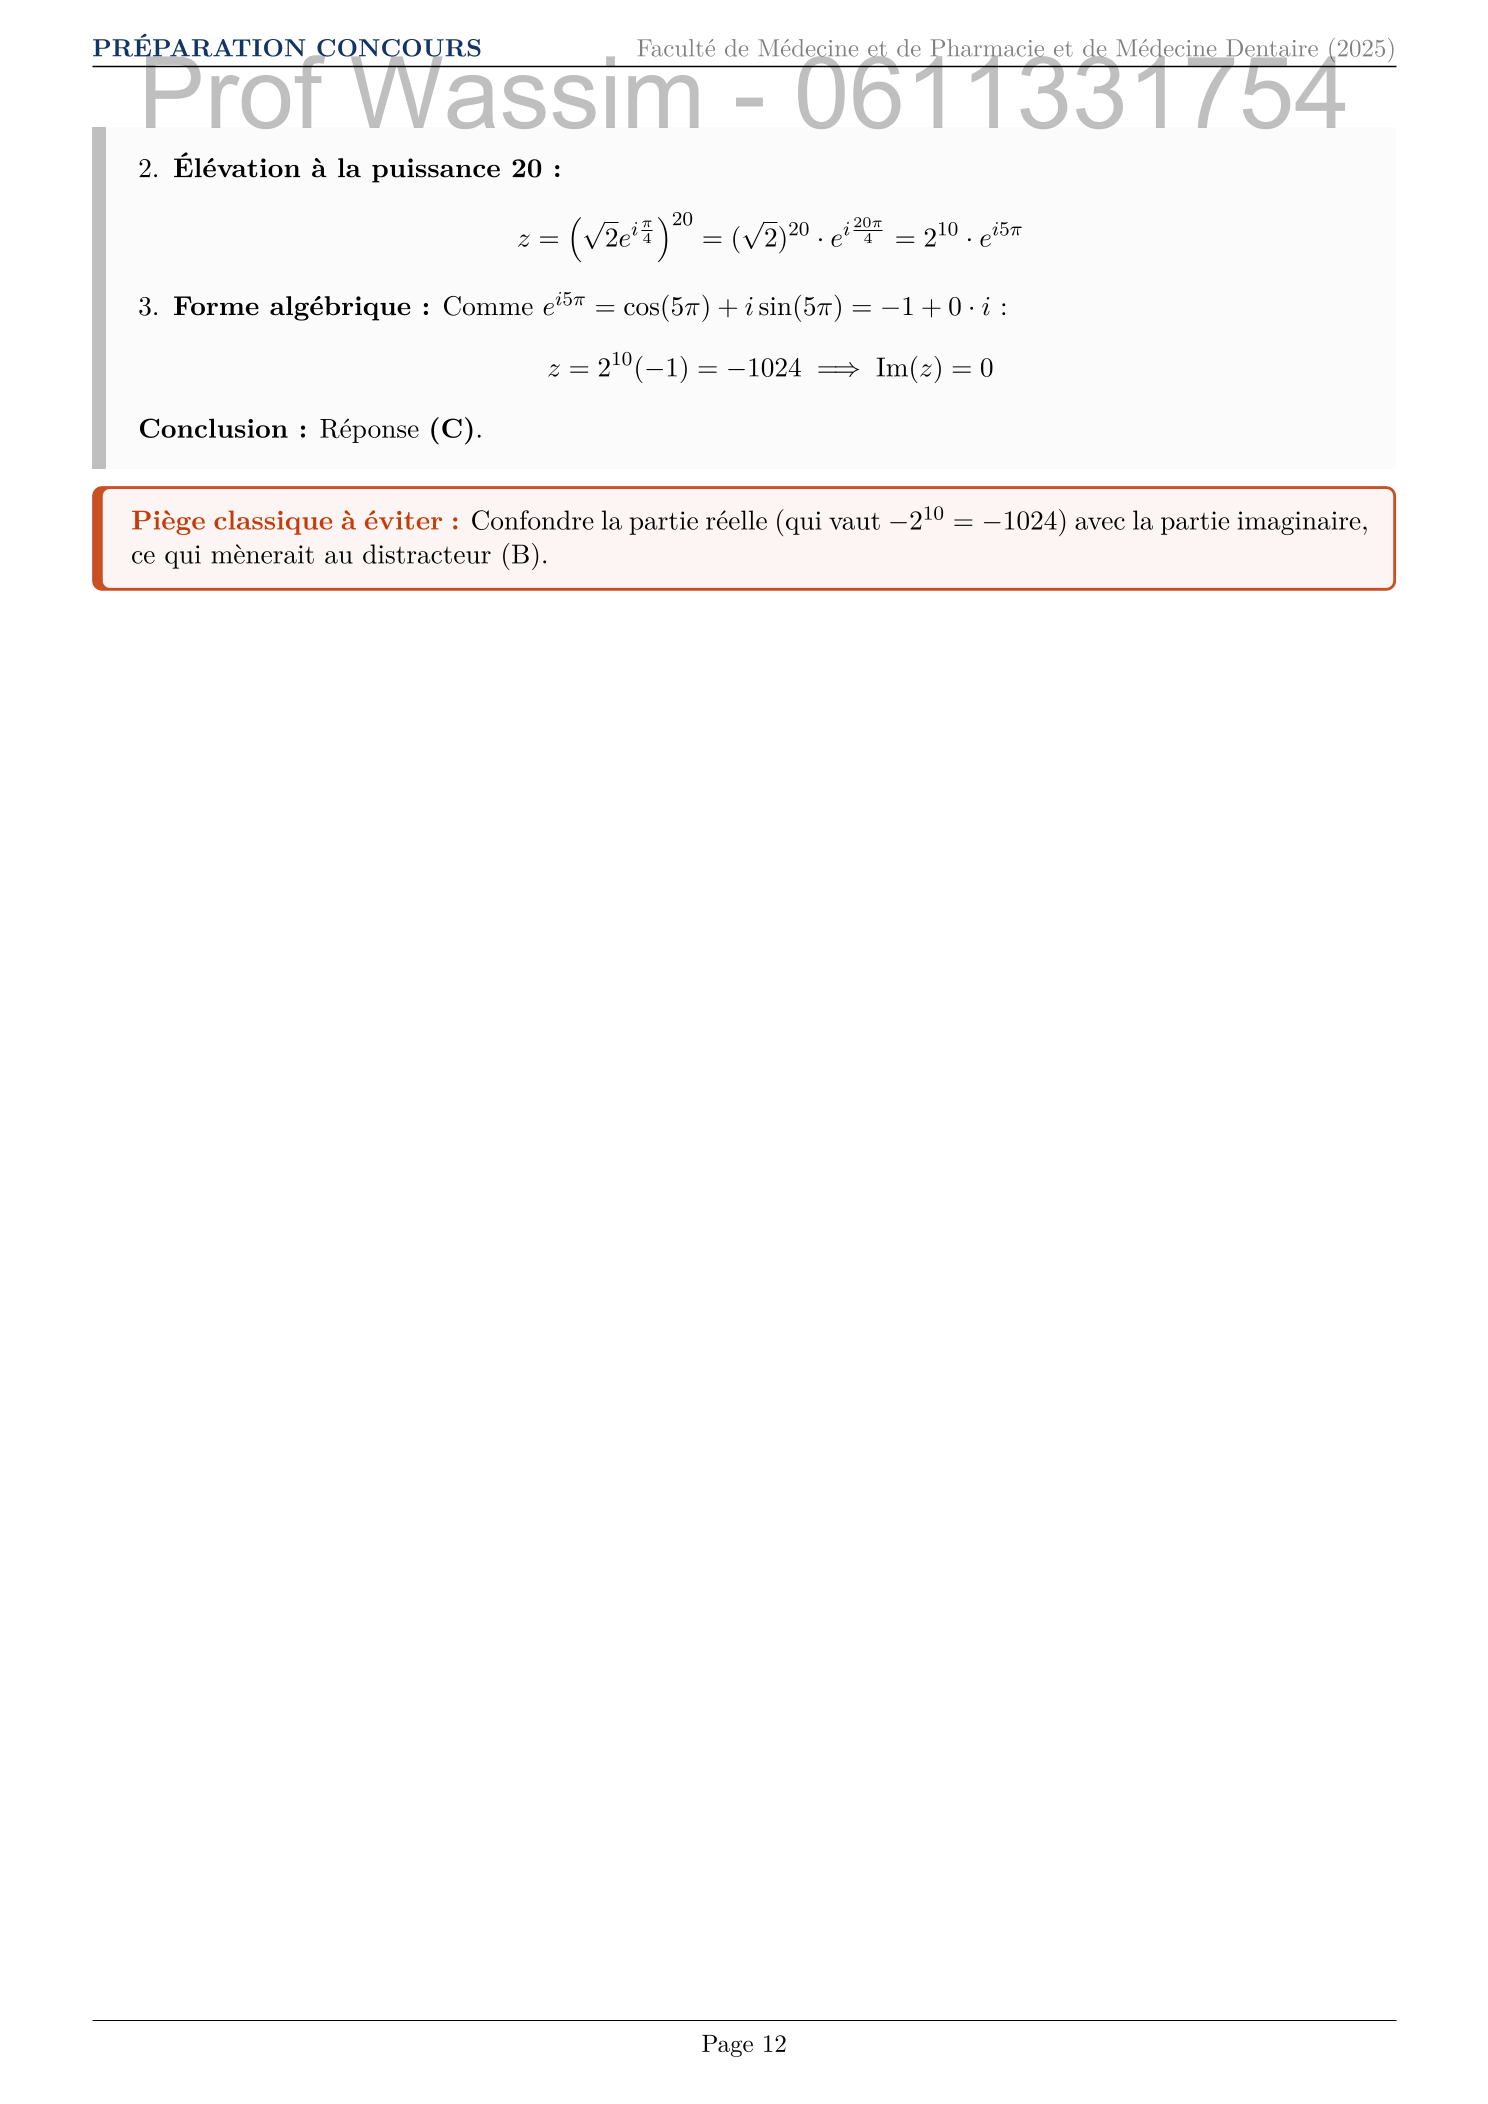 PRÉPARATION CONCOURS Faculté de Médecine et de Pharmacie et de Médecine Dentaire (2025)
Prof Wassim - 0611331754
2. Élévation à la puissance 20 :
z = (√2e^{iπ/4})^{20} = (√2)^{20} · e^{i20π/4} = 2^{10} · e^{i5π}
3. Forme algébrique : Comme e^{i5π} = cos(5π) + i sin(5π) = −1 + 0 · i :
z = 2^{10}(−1) = −1024 ⟹ Im(z) = 0
Conclusion : Réponse (C).
Piège classique à éviter : Confondre la partie réelle (qui vaut −2^{10} = −1024) avec la partie imaginaire,
ce qui mènerait au distracteur (B).
Page 12